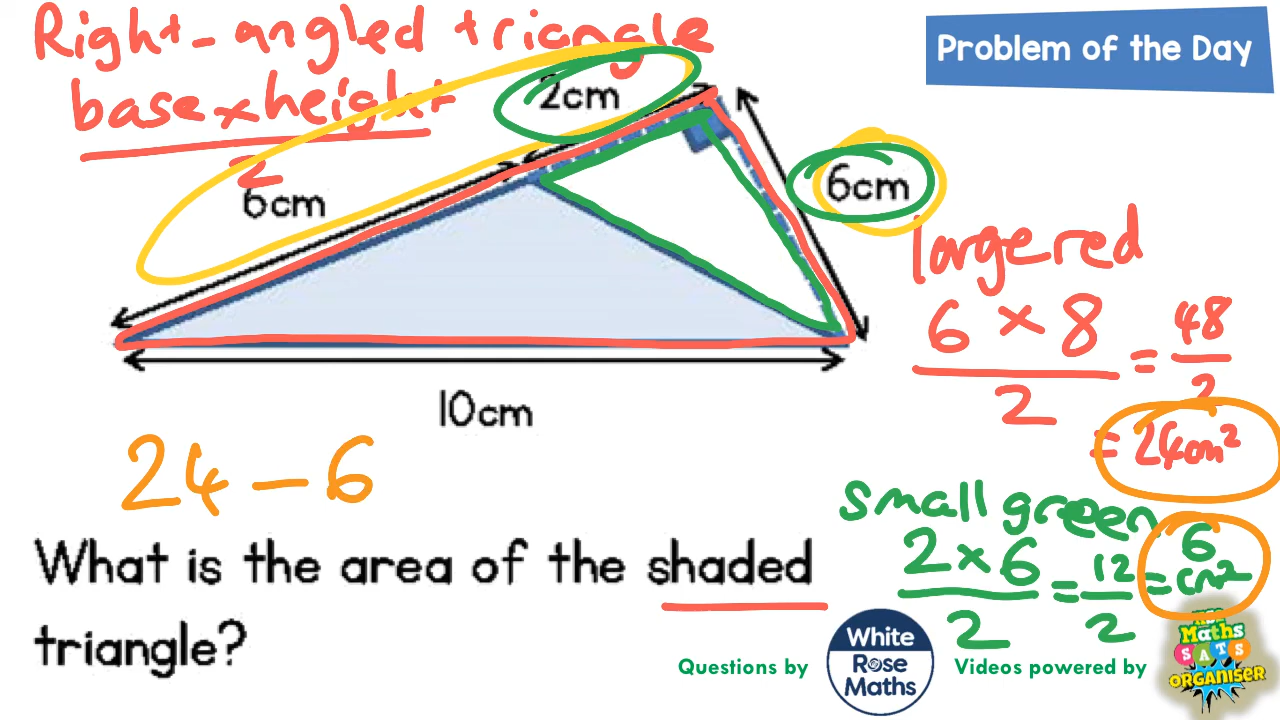 Right-angled triangle
base x height
2
Problem of the Day
2cm
6cm
6cm
10cm
large red
6 × 8
2
= 48
2
= 24cm²
24 - 6
small green
2 × 6
2
= 12
2
= 6
cm²
What is the area of the shaded
triangle?
Questions by
White
Rose
Maths
Videos powered by
Maths
SATS
ORGANISER